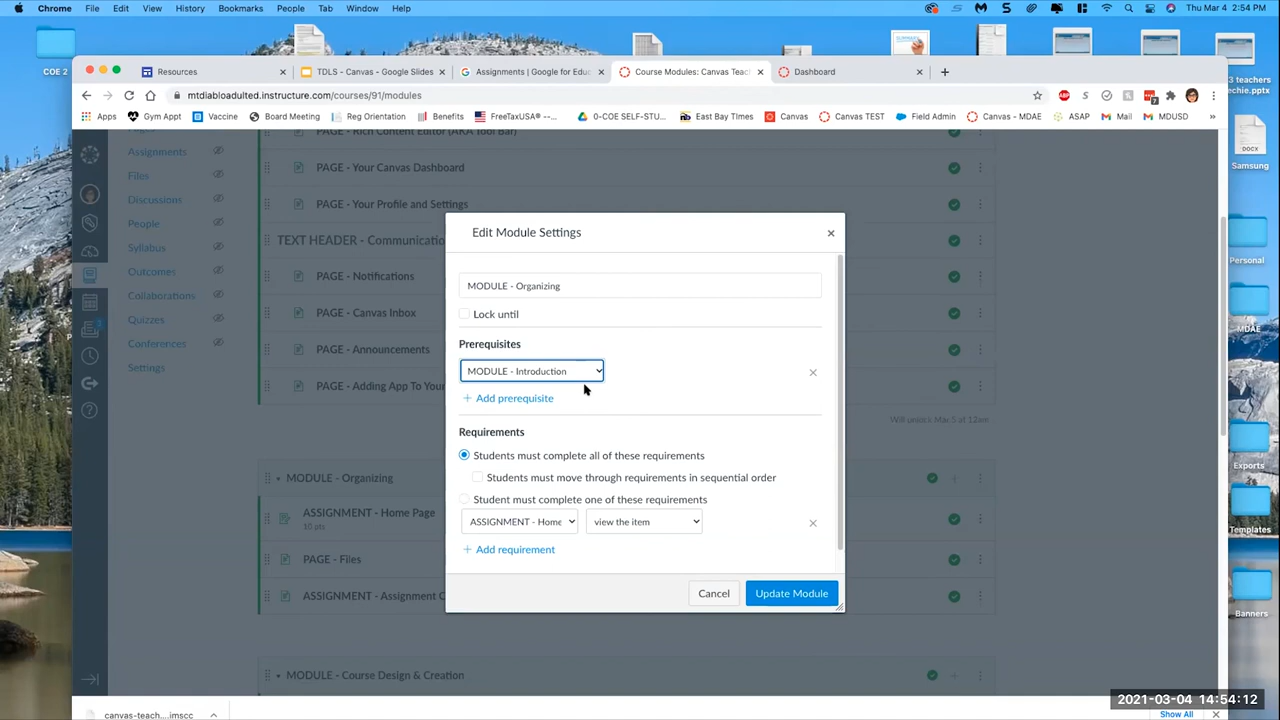 Chrome File Edit View History Bookmarks People Tab Window Help Thu Mar 4 2:54 PM
COE 2
Resources TDLS - Canvas - Google Slides Assignments | Google for Educ Course Modules: Canvas Teac Dashboard
mtdiabloadulted.instructure.com/courses/91/modules
Apps Gym Appt Vaccine Board Meeting Reg Orientation Benefits FreeTaxUSA® --... 0-COE SELF-STU... East Bay TImes Canvas Canvas TEST Field Admin Canvas - MDAE ASAP Mail MDUSD »
3 teachers
echie.pptx
DOCX
Samsung
Personal
MDAE
Exports
Templates
Banners
Assignments
Files
Discussions
People
Syllabus
Outcomes
Collaborations
Quizzes
Conferences
Settings
PAGE - Rich Content Editor (AKA Tool Bar)
PAGE - Your Canvas Dashboard
PAGE - Your Profile and Settings
TEXT HEADER - Communicatio
PAGE - Notifications
PAGE - Canvas Inbox
PAGE - Announcements
PAGE - Adding App To Your
Will unlock May 5 at 12am
MODULE - Organizing
ASSIGNMENT - Home Page
10 pts
PAGE - Files
ASSIGNMENT - Assignment C
MODULE - Course Design & Creation
Edit Module Settings
MODULE - Organizing
Lock until
Prerequisites
MODULE - Introduction
+ Add prerequisite
Requirements
Students must complete all of these requirements
Students must move through requirements in sequential order
Student must complete one of these requirements
ASSIGNMENT - Home view the item
+ Add requirement
Cancel Update Module
canvas-teach....imscc
2021-03-04 14:54:12
Show All